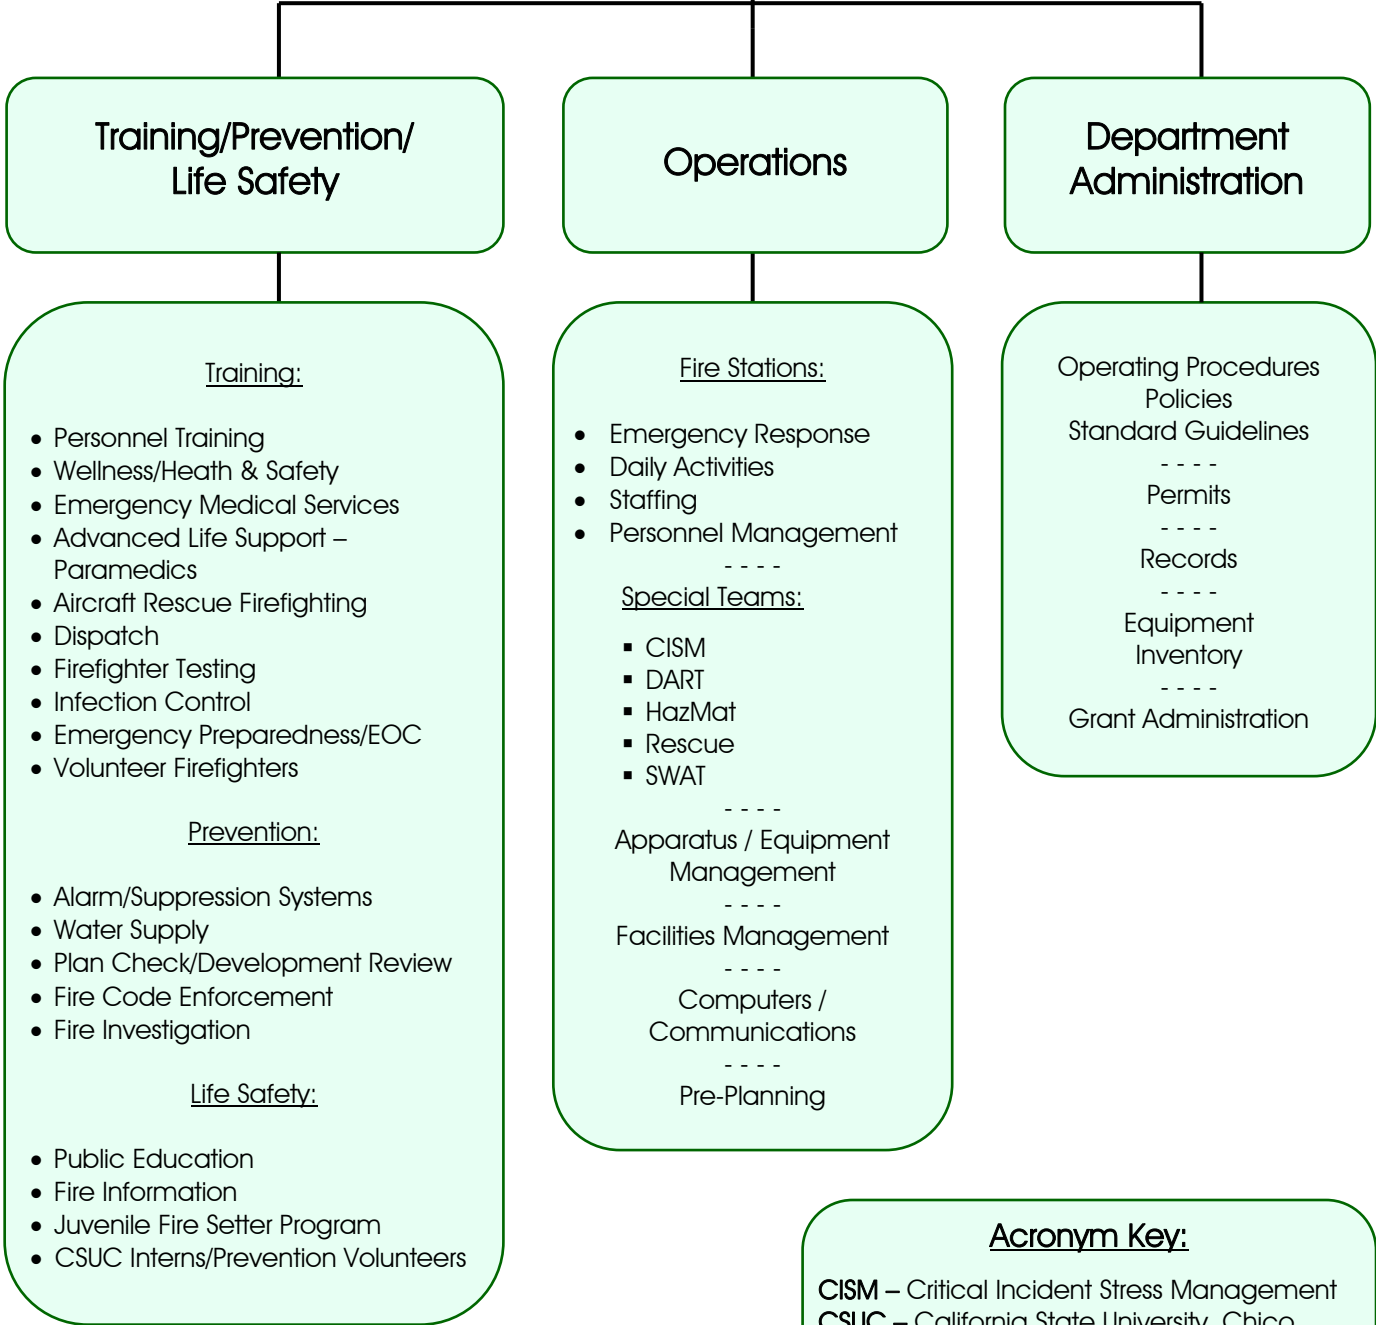 Training/Prevention/
Life Safety
Training:
• Personnel Training
• Wellness/Heath & Safety
• Emergency Medical Services
• Advanced Life Support –
Paramedics
• Aircraft Rescue Firefighting
• Dispatch
• Firefighter Testing
• Infection Control
• Emergency Preparedness/EOC
• Volunteer Firefighters
Prevention:
• Alarm/Suppression Systems
• Water Supply
• Plan Check/Development Review
• Fire Code Enforcement
• Fire Investigation
Life Safety:
• Public Education
• Fire Information
• Juvenile Fire Setter Program
• CSUC Interns/Prevention Volunteers
Operations
Fire Stations:
• Emergency Response
• Daily Activities
• Staffing
• Personnel Management
- - - -
Special Teams:
▪ CISM
▪ DART
▪ HazMat
▪ Rescue
▪ SWAT
- - - -
Apparatus / Equipment
Management
- - - -
Facilities Management
- - - -
Computers /
Communications
- - - -
Pre-Planning
Department
Administration
Operating Procedures
Policies
Standard Guidelines
- - - -
Permits
- - - -
Records
- - - -
Equipment
Inventory
- - - -
Grant Administration
Acronym Key:
CISM – Critical Incident Stress Management
CSUC – California State University, Chico